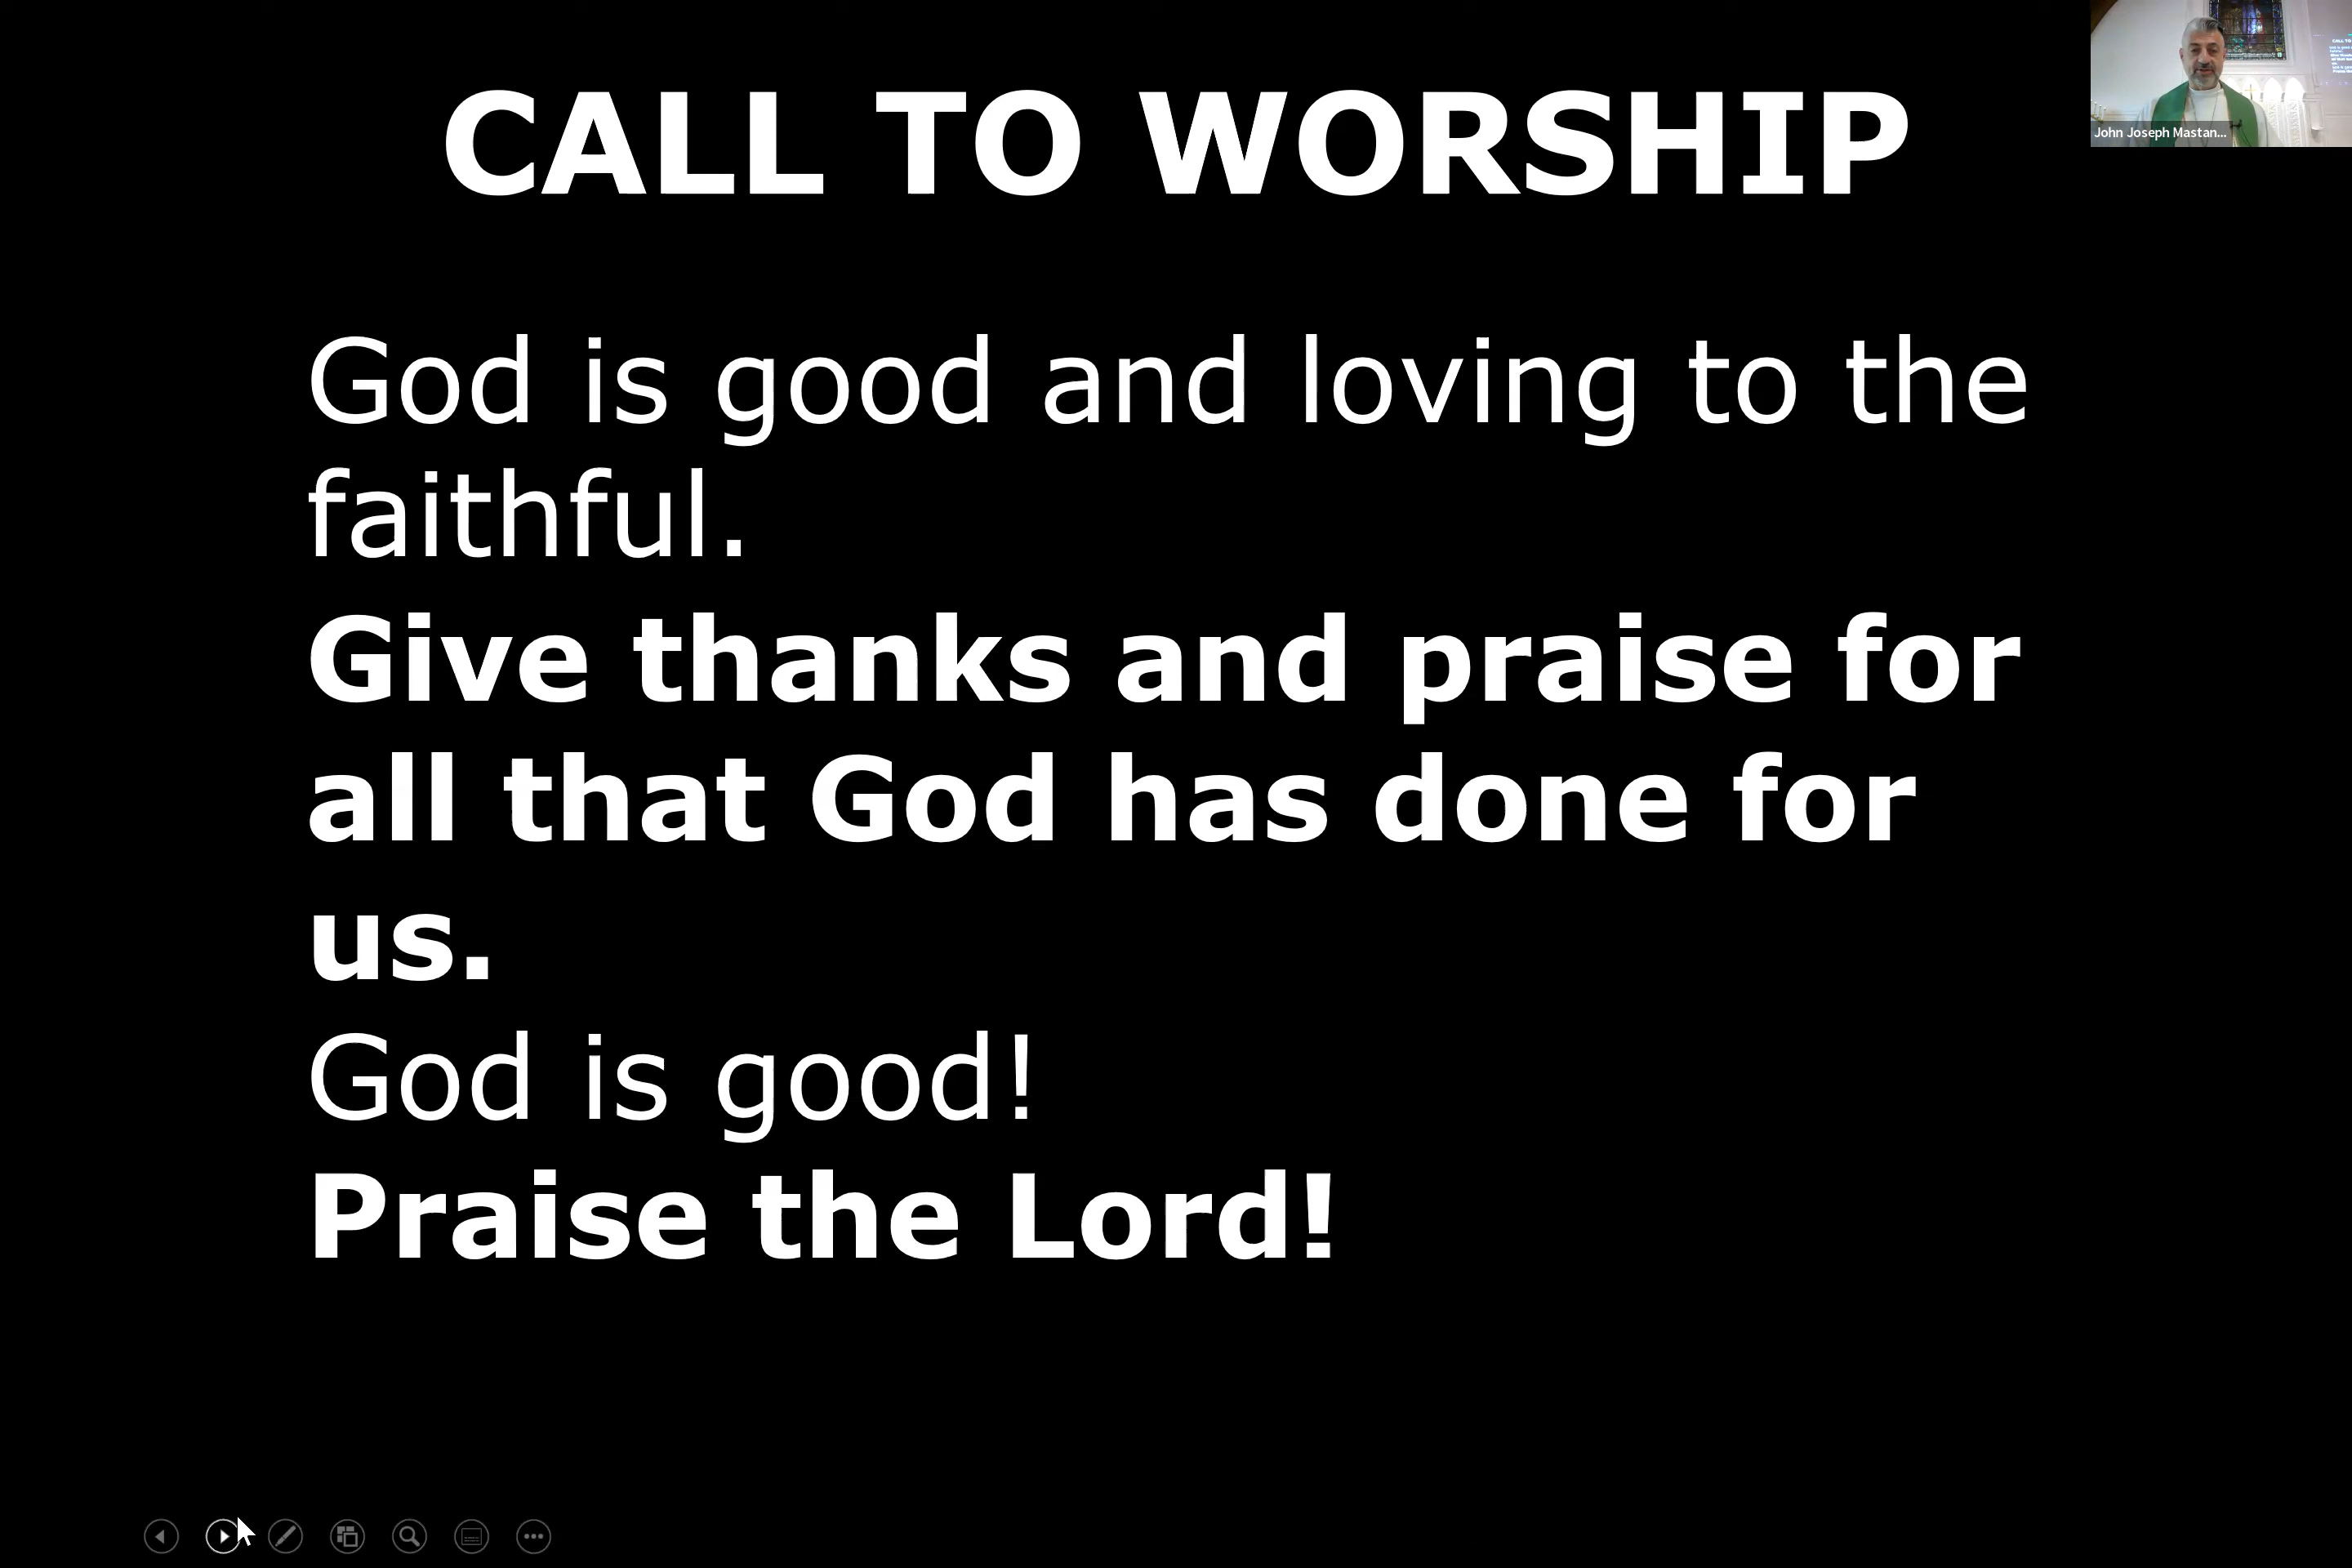 CALL TO WORSHIP
God is good and loving to the
faithful.
Give thanks and praise for
all that God has done for
us.
God is good!
Praise the Lord!
John Joseph Mastan...